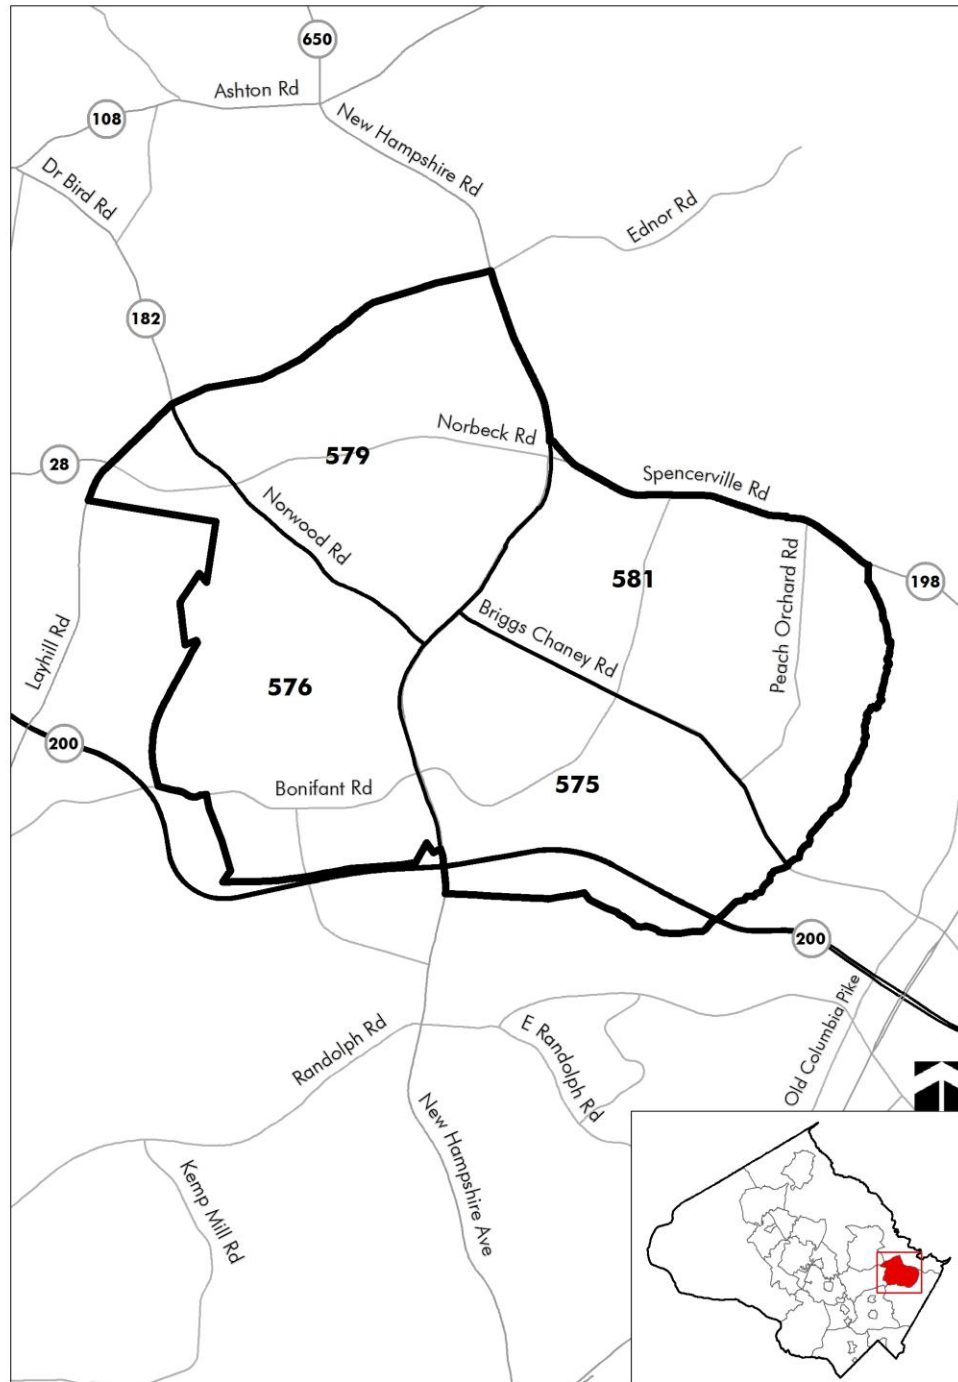 650
Ashton Rd
108
New Hampshire Rd
Dr Bird Rd
Ednor Rd
182
Norbeck Rd
28
579
Spencerville Rd
Norwood Rd
581
198
Peach Orchard Rd
Briggs Chaney Rd
Layhill Rd
576
200
Bonifant Rd
575
200
Old Columbia Pike
Randolph Rd
E Randolph Rd
New Hampshire Ave
Kemp Mill Rd